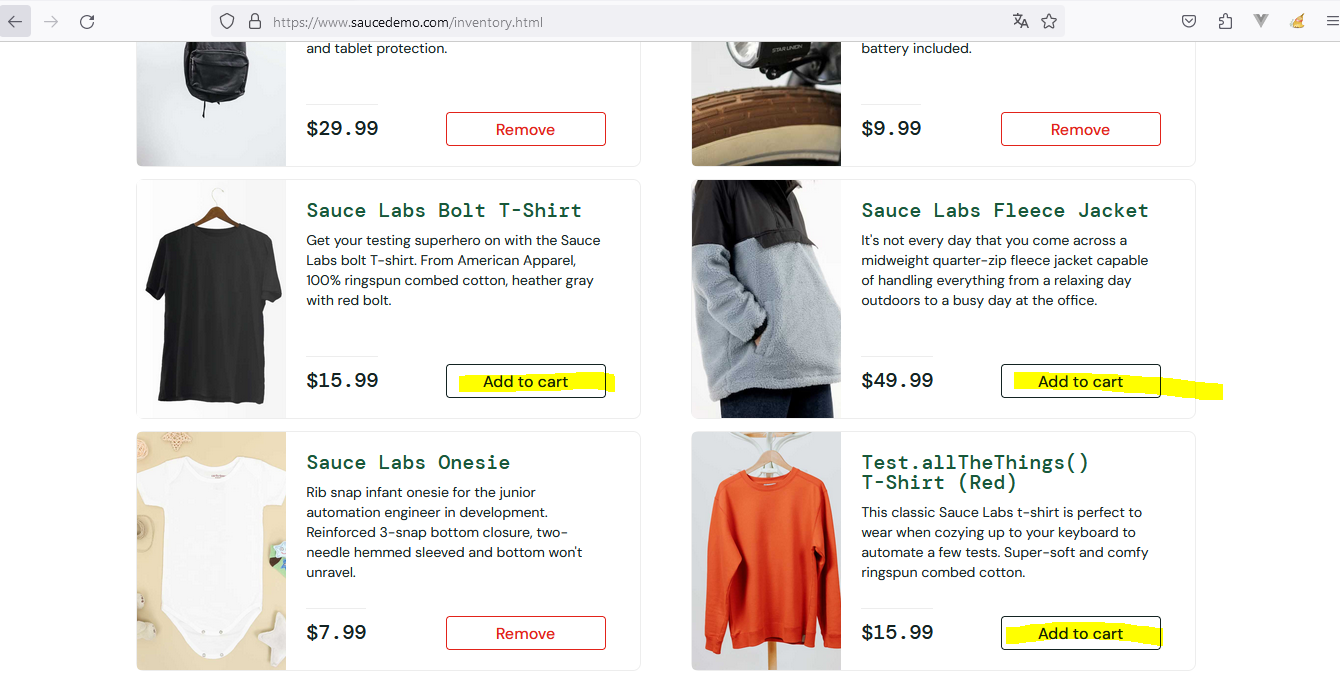 https://www.saucedemo.com/inventory.html
and tablet protection.
battery included.
STAR UNION
$29.99
Remove
$9.99
Remove
Sauce Labs Bolt T-Shirt
Get your testing superhero on with the Sauce
Labs bolt T-shirt. From American Apparel,
100% ringspun combed cotton, heather gray
with red bolt.
$15.99
Add to cart
Sauce Labs Fleece Jacket
It's not every day that you come across a
midweight quarter-zip fleece jacket capable
of handling everything from a relaxing day
outdoors to a busy day at the office.
$49.99
Add to cart
Sauce Labs Onesie
Rib snap infant onesie for the junior
automation engineer in development.
Reinforced 3-snap bottom closure, two-
needle hemmed sleeved and bottom won't
unravel.
$7.99
Remove
Test.allTheThings()
T-Shirt (Red)
This classic Sauce Labs t-shirt is perfect to
wear when cozying up to your keyboard to
automate a few tests. Super-soft and comfy
ringspun combed cotton.
$15.99
Add to cart